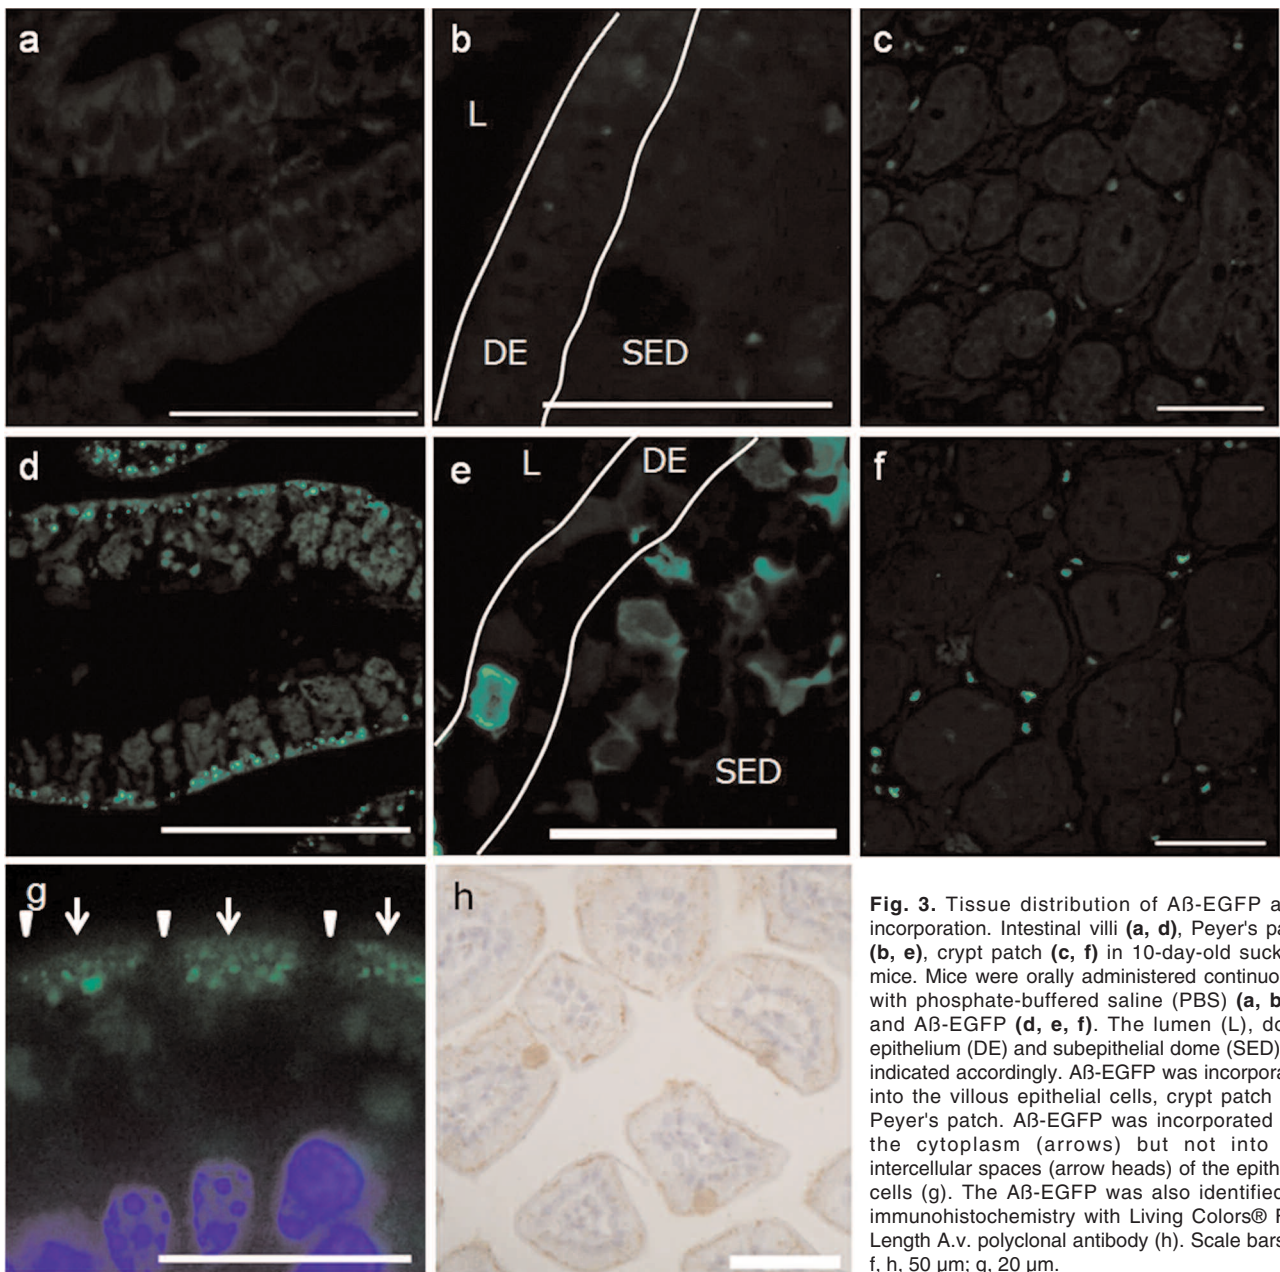 a
b
c
L
DE
SED
d
e
f
L
DE
SED
g
h
Fig. 3. Tissue distribution of Aß-EGFP a
incorporation. Intestinal villi (a, d), Peyer's pa
(b, e), crypt patch (c, f) in 10-day-old suck
mice. Mice were orally administered continuo
with phosphate-buffered saline (PBS) (a, b
and Aß-EGFP (d, e, f). The lumen (L), do
epithelium (DE) and subepithelial dome (SED)
indicated accordingly. Aß-EGFP was incorpora
into the villous epithelial cells, crypt patch
Peyer's patch. Aß-EGFP was incorporated
the cytoplasm (arrows) but not into
intercellular spaces (arrow heads) of the epith
cells (g). The Aß-EGFP was also identified
immunohistochemistry with Living Colors® F
Length A.v. polyclonal antibody (h). Scale bars
f, h, 50 µm; g, 20 µm.